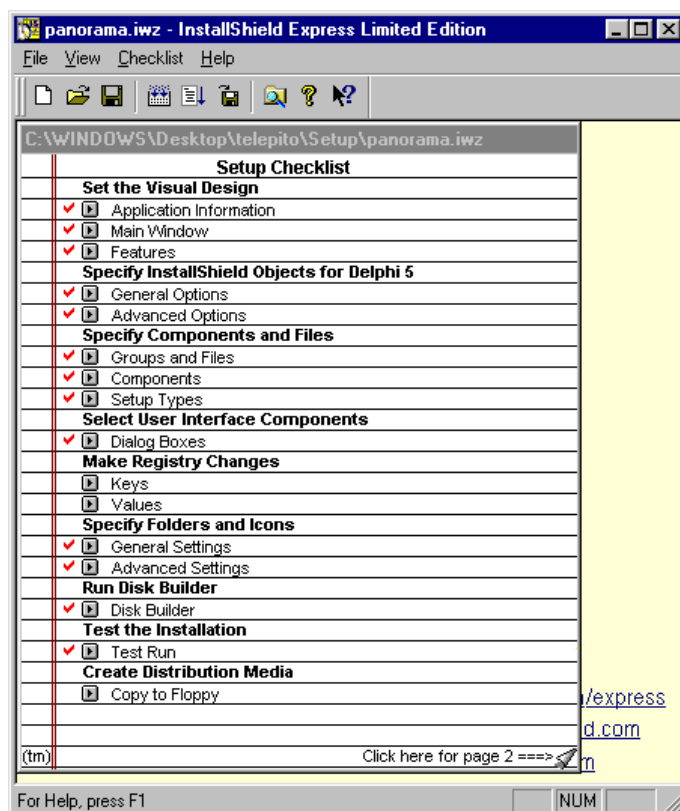 panorama.iwz - InstallShield Express Limited Edition
File View Checklist Help
C:\WINDOWS\Desktop\telepito\Setup\panorama.iwz
Setup Checklist
Set the Visual Design
Application Information
Main Window
Features
Specify InstallShield Objects for Delphi 5
General Options
Advanced Options
Specify Components and Files
Groups and Files
Components
Setup Types
Select User Interface Components
Dialog Boxes
Make Registry Changes
Keys
Values
Specify Folders and Icons
General Settings
Advanced Settings
Run Disk Builder
Disk Builder
Test the Installation
Test Run
Create Distribution Media
Copy to Floppy
/express
d.com
(tm) Click here for page 2 ===>
m
For Help, press F1 NUM